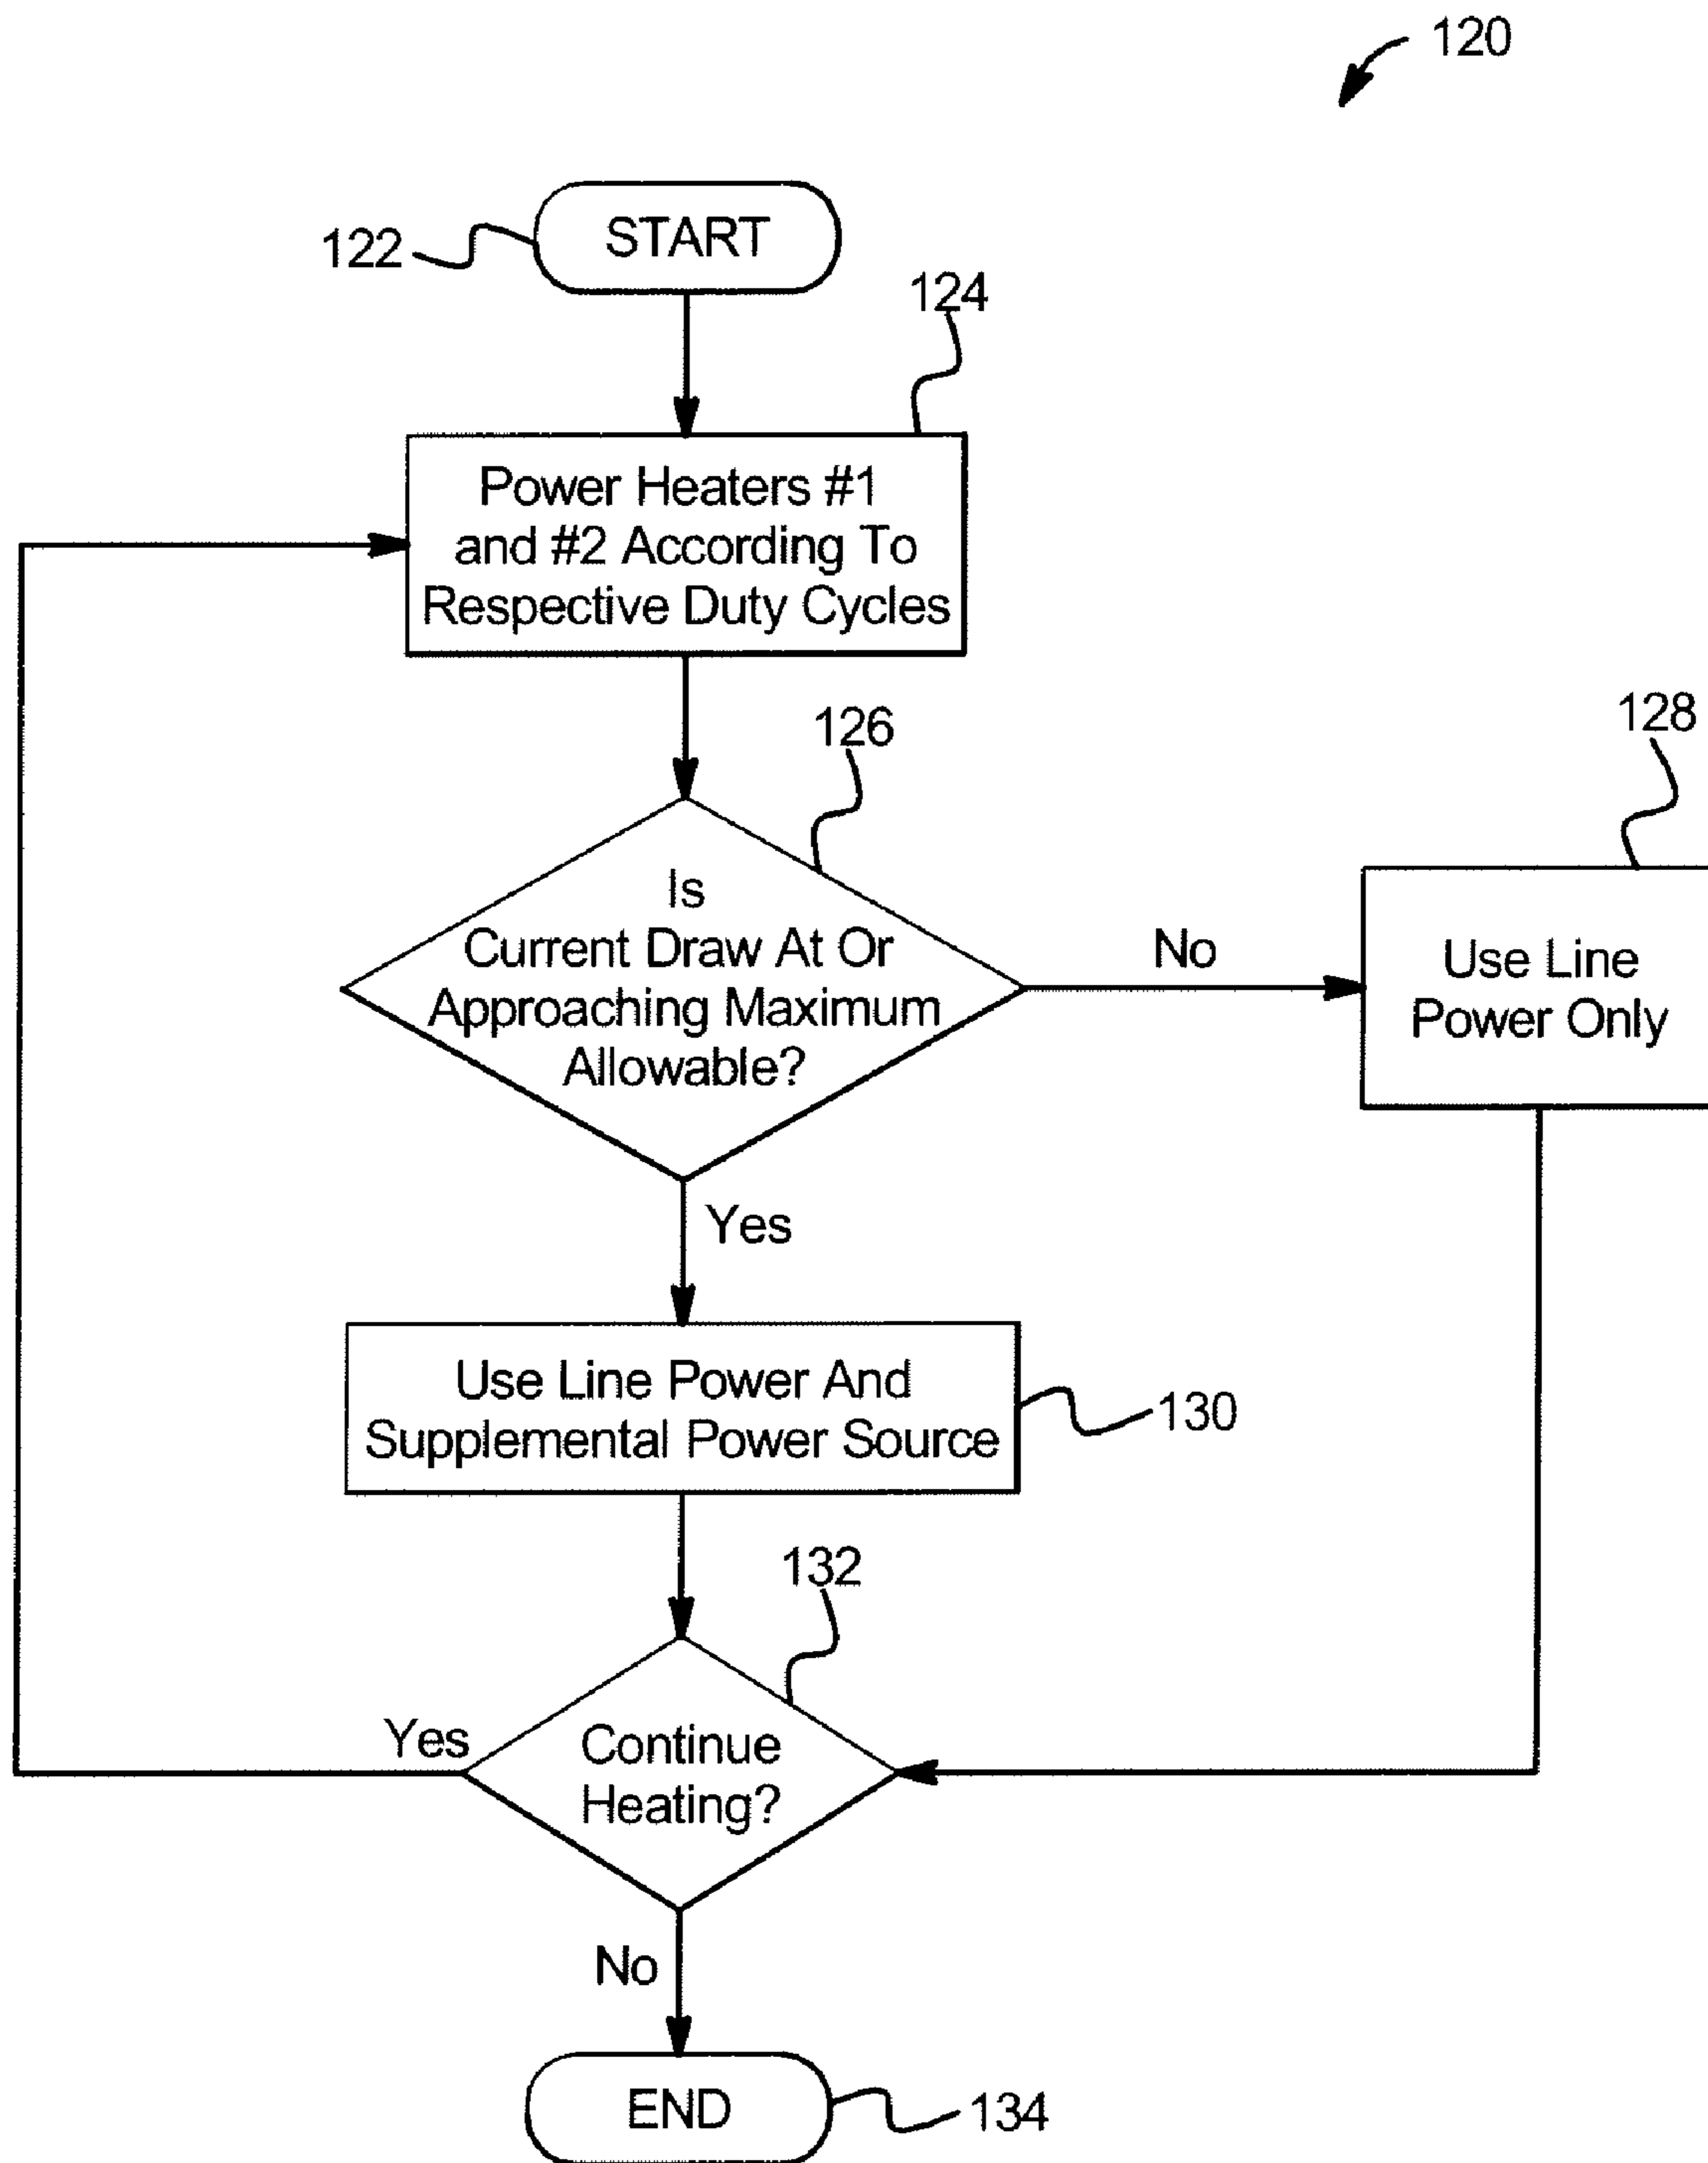 120
START
122
124
Power Heaters #1
and #2 According To
Respective Duty Cycles
126
128
Is
Current Draw At Or
Approaching Maximum
Allowable?
No
Use Line
Power Only
Yes
Use Line Power And
Supplemental Power Source
130
132
Yes
Continue
Heating?
No
END
134